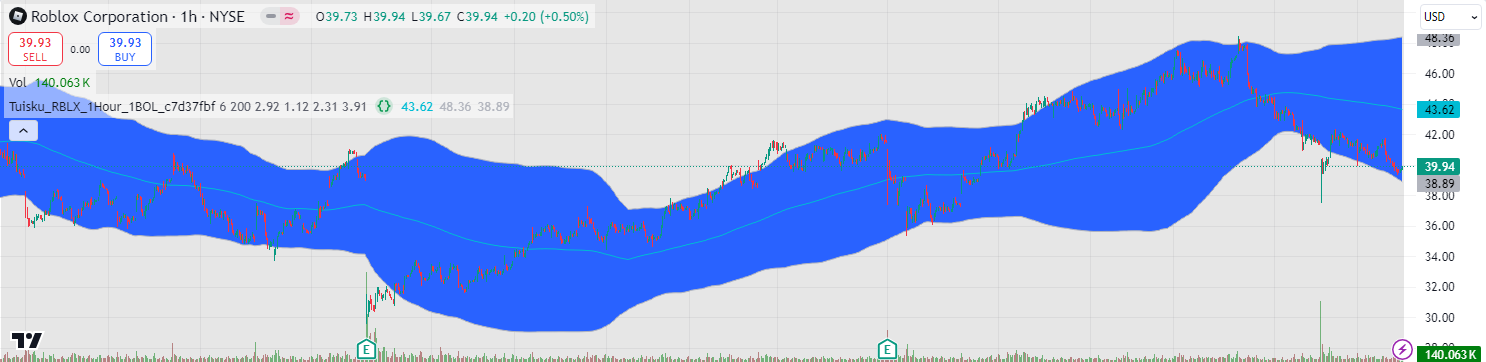 Roblox Corporation · 1h · NYSE O39.73 H39.94 L39.67 C39.94 +0.20 (+0.50%)
39.93 SELL 0.00 39.93 BUY
Vol 140.063 K
Tuisku_RBLX_1Hour_1BOL_c7d37fbf 6 200 2.92 1.12 2.31 3.91 {} 43.62 48.36 38.89
USD
48.36
46.00
43.62
42.00
39.94
38.89
38.00
36.00
34.00
32.00
30.00
140.063 K
E E